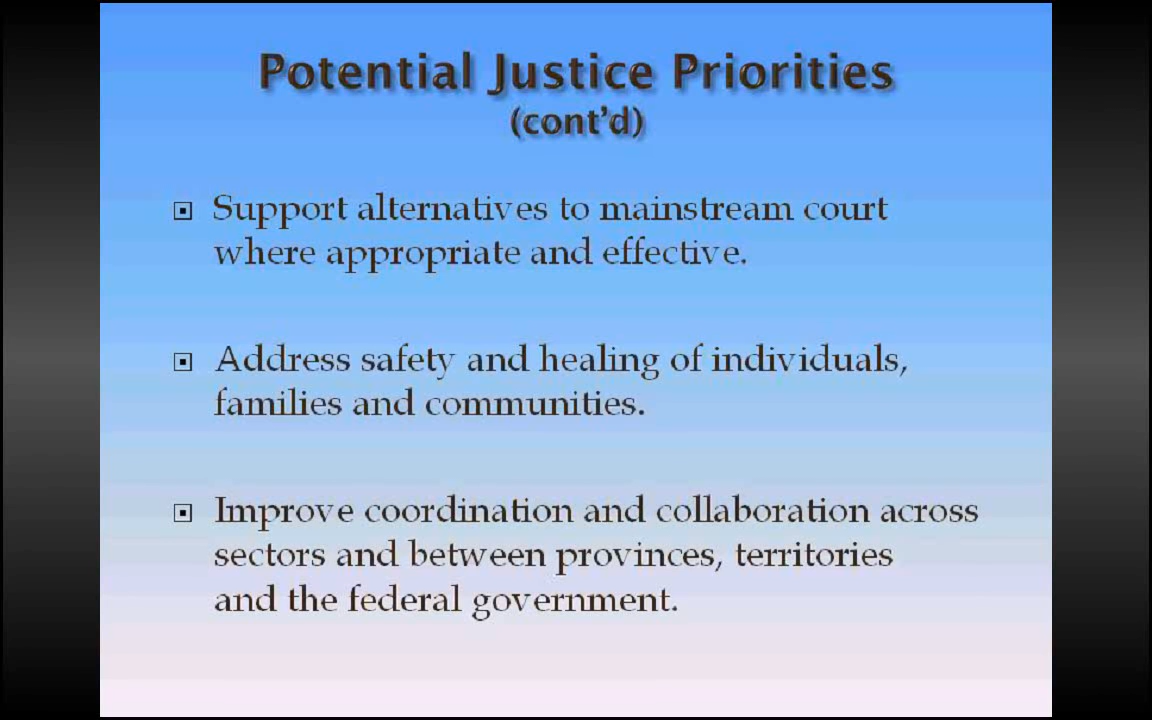 Potential Justice Priorities
(cont’d)
Support alternatives to mainstream court
where appropriate and effective.
Address safety and healing of individuals,
families and communities.
Improve coordination and collaboration across
sectors and between provinces, territories
and the federal government.